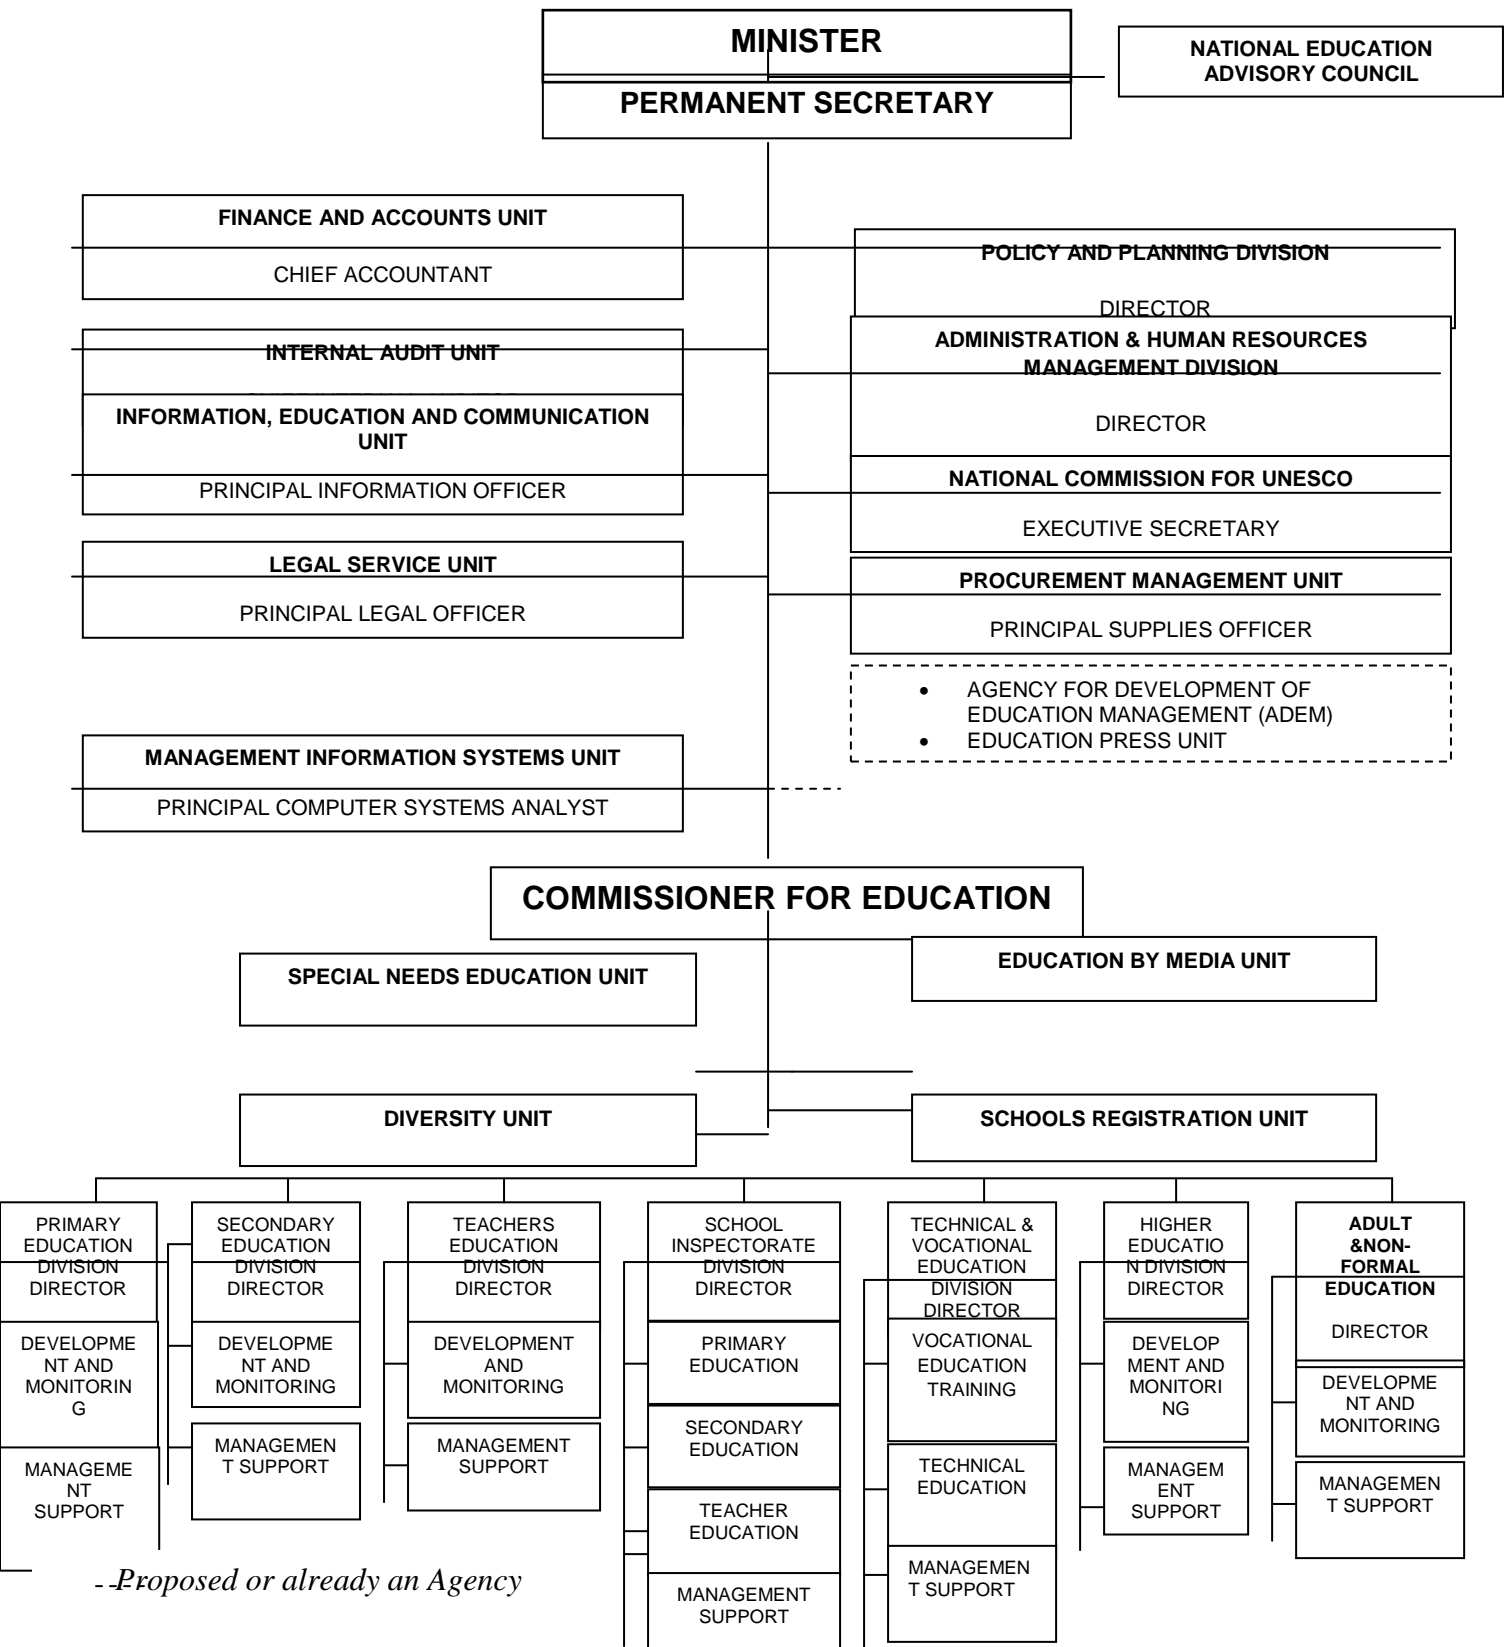 MINISTER
NATIONAL EDUCATION
ADVISORY COUNCIL
PERMANENT SECRETARY
FINANCE AND ACCOUNTS UNIT
CHIEF ACCOUNTANT
POLICY AND PLANNING DIVISION
DIRECTOR
INTERNAL AUDIT UNIT
ADMINISTRATION & HUMAN RESOURCES
MANAGEMENT DIVISION
DIRECTOR
INFORMATION, EDUCATION AND COMMUNICATION
UNIT
PRINCIPAL INFORMATION OFFICER
NATIONAL COMMISSION FOR UNESCO
EXECUTIVE SECRETARY
LEGAL SERVICE UNIT
PRINCIPAL LEGAL OFFICER
PROCUREMENT MANAGEMENT UNIT
PRINCIPAL SUPPLIES OFFICER
• AGENCY FOR DEVELOPMENT OF
EDUCATION MANAGEMENT (ADEM)
• EDUCATION PRESS UNIT
MANAGEMENT INFORMATION SYSTEMS UNIT
PRINCIPAL COMPUTER SYSTEMS ANALYST
COMMISSIONER FOR EDUCATION
SPECIAL NEEDS EDUCATION UNIT
EDUCATION BY MEDIA UNIT
DIVERSITY UNIT
SCHOOLS REGISTRATION UNIT
PRIMARY
EDUCATION
DIVISION
DIRECTOR
DEVELOPME
NT AND
MONITORIN
G
MANAGEME
NT
SUPPORT
SECONDARY
EDUCATION
DIVISION
DIRECTOR
DEVELOPME
NT AND
MONITORING
MANAGEMEN
T SUPPORT
TEACHERS
EDUCATION
DIVISION
DIRECTOR
DEVELOPMENT
AND
MONITORING
MANAGEMENT
SUPPORT
SCHOOL
INSPECTORATE
DIVISION
DIRECTOR
PRIMARY
EDUCATION
SECONDARY
EDUCATION
TEACHER
EDUCATION
MANAGEMENT
SUPPORT
TECHNICAL &
VOCATIONAL
EDUCATION
DIVISION
DIRECTOR
VOCATIONAL
EDUCATION
TRAINING
TECHNICAL
EDUCATION
MANAGEMEN
T SUPPORT
HIGHER
EDUCATIO
N DIVISION
DIRECTOR
DEVELOP
MENT AND
MONITORI
NG
MANAGEM
ENT
SUPPORT
ADULT
&NON-
FORMAL
EDUCATION
DIRECTOR
DEVELOPME
NT AND
MONITORING
MANAGEMEN
T SUPPORT
Proposed or already an Agency